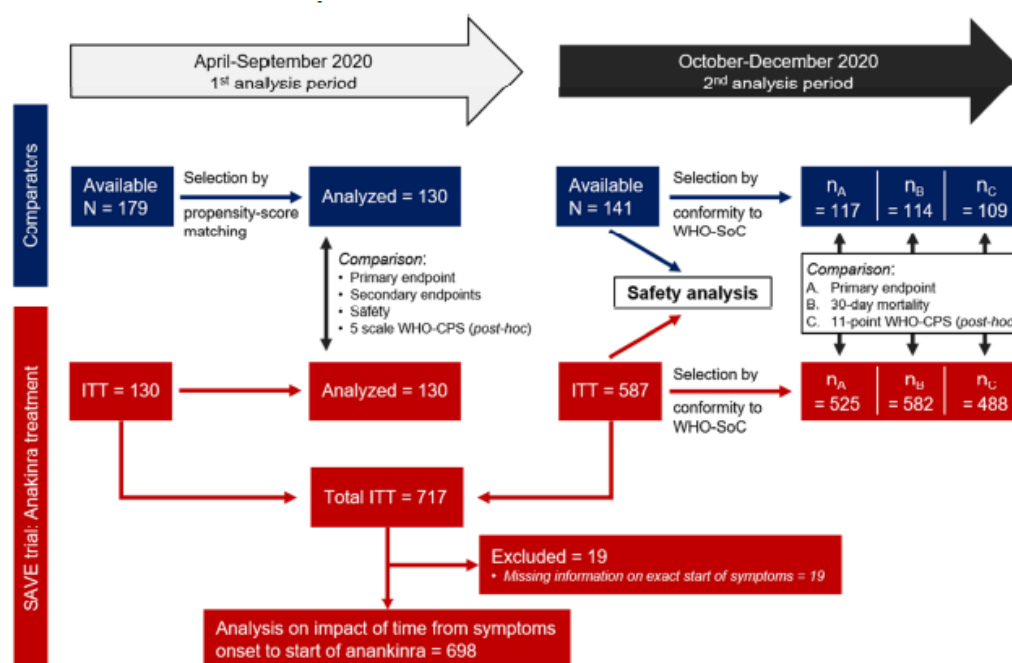 April-September 2020
1st analysis period
October-December 2020
2nd analysis period
Comparators
Available
N = 179
Selection by
propensity-score
matching
Analyzed = 130
Available
N = 141
Selection by
conformity to
WHO-SoC
nA
= 117
nB
= 114
nC
= 109
Comparison:
• Primary endpoint
• Secondary endpoints
• Safety
• 5 scale WHO-CPS (post-hoc)
Safety analysis
Comparison:
A. Primary endpoint
B. 30-day mortality
C. 11-point WHO-CPS (post-hoc)
SAVE trial: Anakinra treatment
ITT = 130
Analyzed = 130
ITT = 587
Selection by
conformity to
WHO-SoC
nA
= 525
nB
= 582
nC
= 488
Total ITT = 717
Excluded = 19
• Missing information on exact start of symptoms = 19
Analysis on impact of time from symptoms
onset to start of anankinra = 698